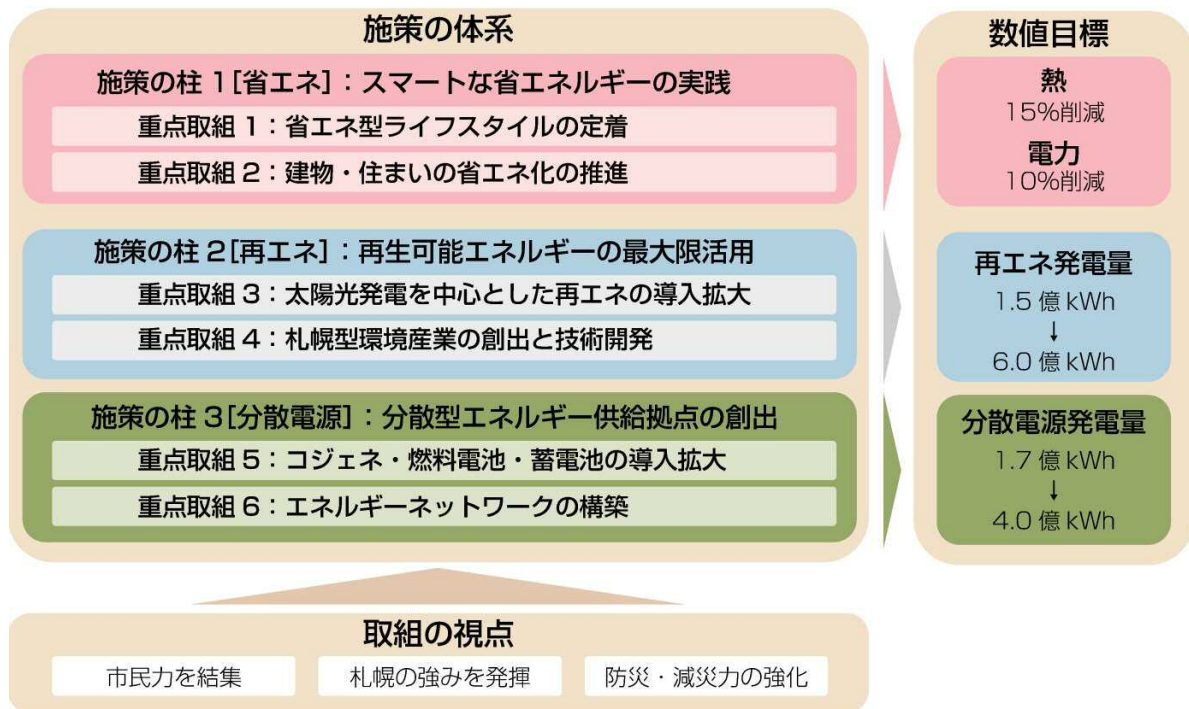 施策の体系
施策の柱 1[省エネ]：スマートな省エネルギーの実践
重点取組 1：省エネ型ライフスタイルの定着
重点取組 2：建物・住まいの省エネ化の推進
施策の柱 2[再エネ]：再生可能エネルギーの最大限活用
重点取組 3：太陽光発電を中心とした再エネの導入拡大
重点取組 4：札幌型環境産業の創出と技術開発
施策の柱 3[分散電源]：分散型エネルギー供給拠点の創出
重点取組 5：コジェネ・燃料電池・蓄電池の導入拡大
重点取組 6：エネルギーネットワークの構築
数値目標
熱
15%削減
電力
10%削減
再エネ発電量
1.5 億 kWh
↓
6.0 億 kWh
分散電源発電量
1.7 億 kWh
↓
4.0 億 kWh
取組の視点
市民力を結集
札幌の強みを発揮
防災・減災力の強化